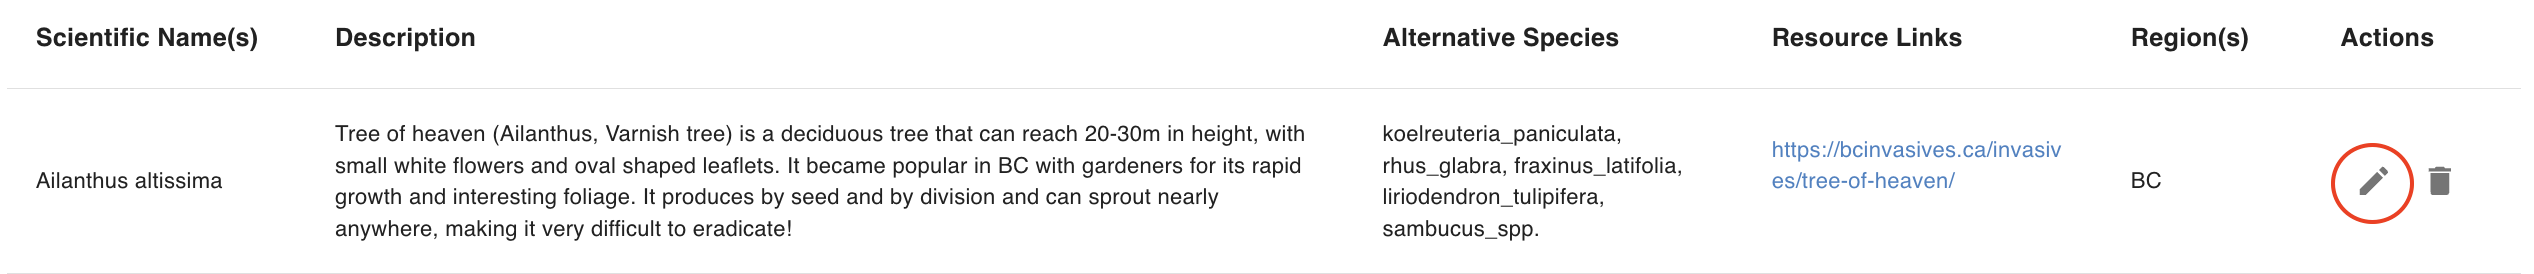 Scientific Name(s)
Description
Alternative Species
Resource Links
Region(s)
Actions
Ailanthus altissima
Tree of heaven (Ailanthus, Varnish tree) is a deciduous tree that can reach 20-30m in height, with
small white flowers and oval shaped leaflets. It became popular in BC with gardeners for its rapid
growth and interesting foliage. It produces by seed and by division and can sprout nearly
anywhere, making it very difficult to eradicate!
koelreuteria_paniculata,
rhus_glabra, fraxinus_latifolia,
liriodendron_tulipifera,
sambucus_spp.
https://bcinvasives.ca/invasiv
es/tree-of-heaven/
BC